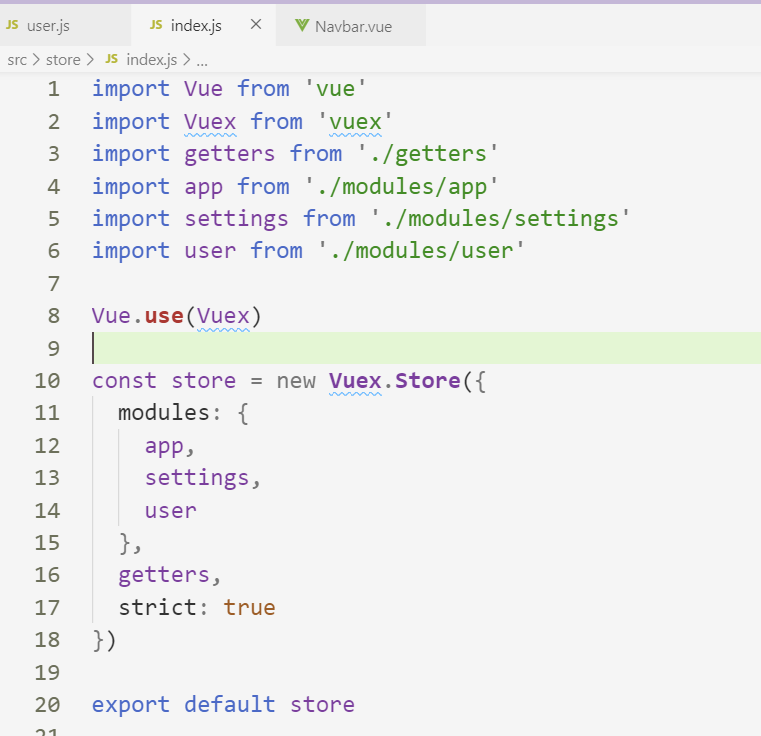 JS user.js JS index.js × Navbar.vue
src > store > JS index.js > ...
1 import Vue from 'vue'
2 import Vuex from 'vuex'
3 import getters from './getters'
4 import app from './modules/app'
5 import settings from './modules/settings'
6 import user from './modules/user'
7
8 Vue.use(Vuex)
9
10 const store = new Vuex.Store({
11   modules: {
12     app,
13     settings,
14     user
15   },
16   getters,
17   strict: true
18 })
19
20 export default store
21